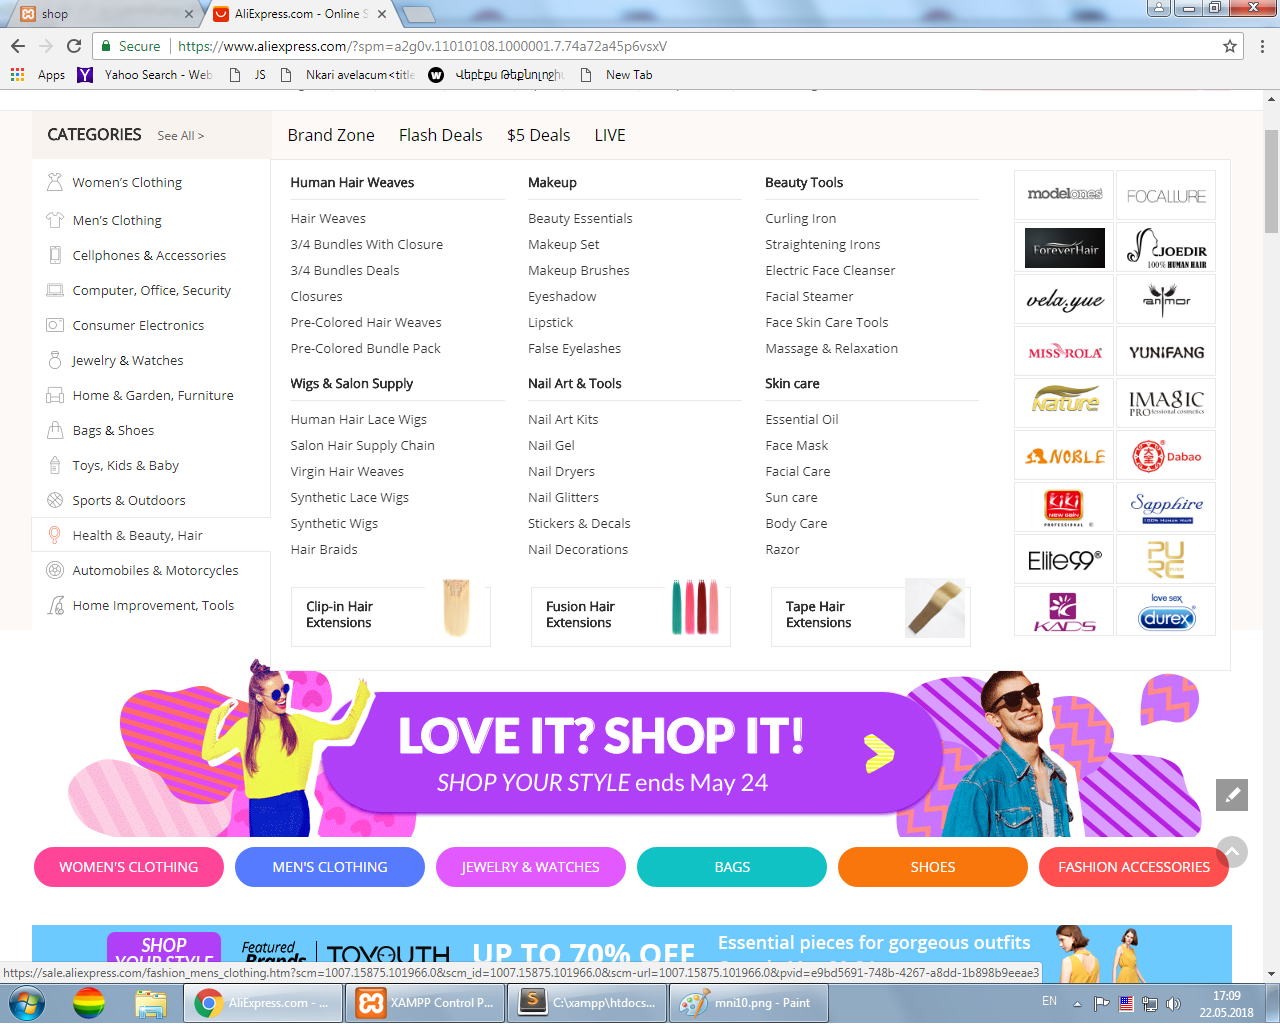 shop
AliExpress.com - Online S
Secure
https://www.aliexpress.com/?spm=a2g0v.11010108.1000001.7.74a72a45p6vsxV
Apps
Yahoo Search - Web
JS
Nkari avelacum<title
Վերէքս Թեքնոլոջիս
New Tab
CATEGORIES
See All >
Brand Zone
Flash Deals
$5 Deals
LIVE
Women's Clothing
Men's Clothing
Cellphones & Accessories
Computer, Office, Security
Consumer Electronics
Jewelry & Watches
Home & Garden, Furniture
Bags & Shoes
Toys, Kids & Baby
Sports & Outdoors
Health & Beauty, Hair
Automobiles & Motorcycles
Home Improvement, Tools
Human Hair Weaves
Hair Weaves
3/4 Bundles With Closure
3/4 Bundles Deals
Closures
Pre-Colored Hair Weaves
Pre-Colored Bundle Pack
Makeup
Beauty Essentials
Makeup Set
Makeup Brushes
Eyeshadow
Lipstick
False Eyelashes
Beauty Tools
Curling Iron
Straightening Irons
Electric Face Cleanser
Facial Steamer
Face Skin Care Tools
Massage & Relaxation
Wigs & Salon Supply
Human Hair Lace Wigs
Salon Hair Supply Chain
Virgin Hair Weaves
Synthetic Lace Wigs
Synthetic Wigs
Hair Braids
Nail Art & Tools
Nail Art Kits
Nail Gel
Nail Dryers
Nail Glitters
Stickers & Decals
Nail Decorations
Skin care
Essential Oil
Face Mask
Facial Care
Sun care
Body Care
Razor
Clip-in Hair
Extensions
Fusion Hair
Extensions
Tape Hair
Extensions
modelones
FOCALLURE
ForeverHair
JOEDIR
100% HUMAN HAIR
vela.yue
anmor
MISS ROLA
YUNIFANG
Nature
IMAGIC
PROfessional cosmetics
NOBLE
Dabao
KiKi
NEW GAIN
PROFESSIONAL
Sapphire
100% HUMAN HAIR
Elite99®
PURE
KADS
love sex
durex
LOVE IT? SHOP IT!
SHOP YOUR STYLE ends May 24
WOMEN'S CLOTHING
MEN'S CLOTHING
JEWELRY & WATCHES
BAGS
SHOES
FASHION ACCESSORIES
SHOP
YOUR STYLE
Featured
Brands
TOYOUTH
UP TO 70% OFF
Essential pieces for gorgeous outfits
https://sale.aliexpress.com/fashion_mens_clothing.htm?scm=1007.15875.101966.0&scm_id=1007.15875.101966.0&scm-url=1007.15875.101966.0&pvid=e9bd5691-748b-4267-a8dd-1b898b9eeae3
AliExpress.com - ...
XAMPP Control P...
C:\xampp\htdocs...
mni10.png - Paint
EN
17:09
22.05.2018